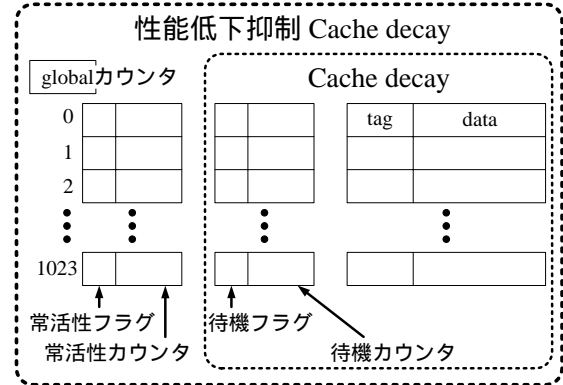 性能低下抑制 Cache decay
globalカウンタ
Cache decay
0
tag data
1
2
1023
常活性フラグ
待機フラグ
常活性カウンタ
待機カウンタ